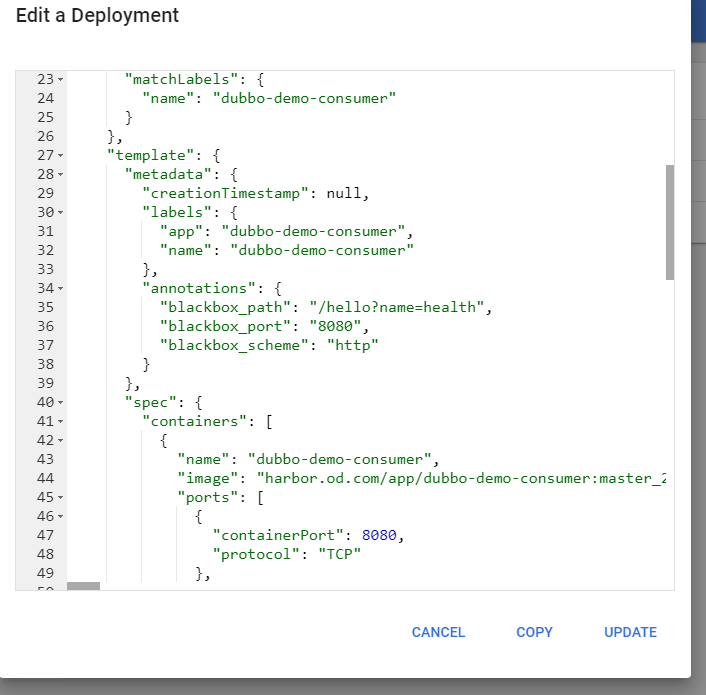 Edit a Deployment
23 "matchLabels": {
24 "name": "dubbo-demo-consumer"
25 }
26 },
27 "template": {
28 "metadata": {
29 "creationTimestamp": null,
30 "labels": {
31 "app": "dubbo-demo-consumer",
32 "name": "dubbo-demo-consumer"
33 },
34 "annotations": {
35 "blackbox_path": "/hello?name=health",
36 "blackbox_port": "8080",
37 "blackbox_scheme": "http"
38 }
39 },
40 "spec": {
41 "containers": [
42 {
43 "name": "dubbo-demo-consumer",
44 "image": "harbor.od.com/app/dubbo-demo-consumer:master_2
45 "ports": [
46 {
47 "containerPort": 8080,
48 "protocol": "TCP"
49 },
CANCEL COPY UPDATE